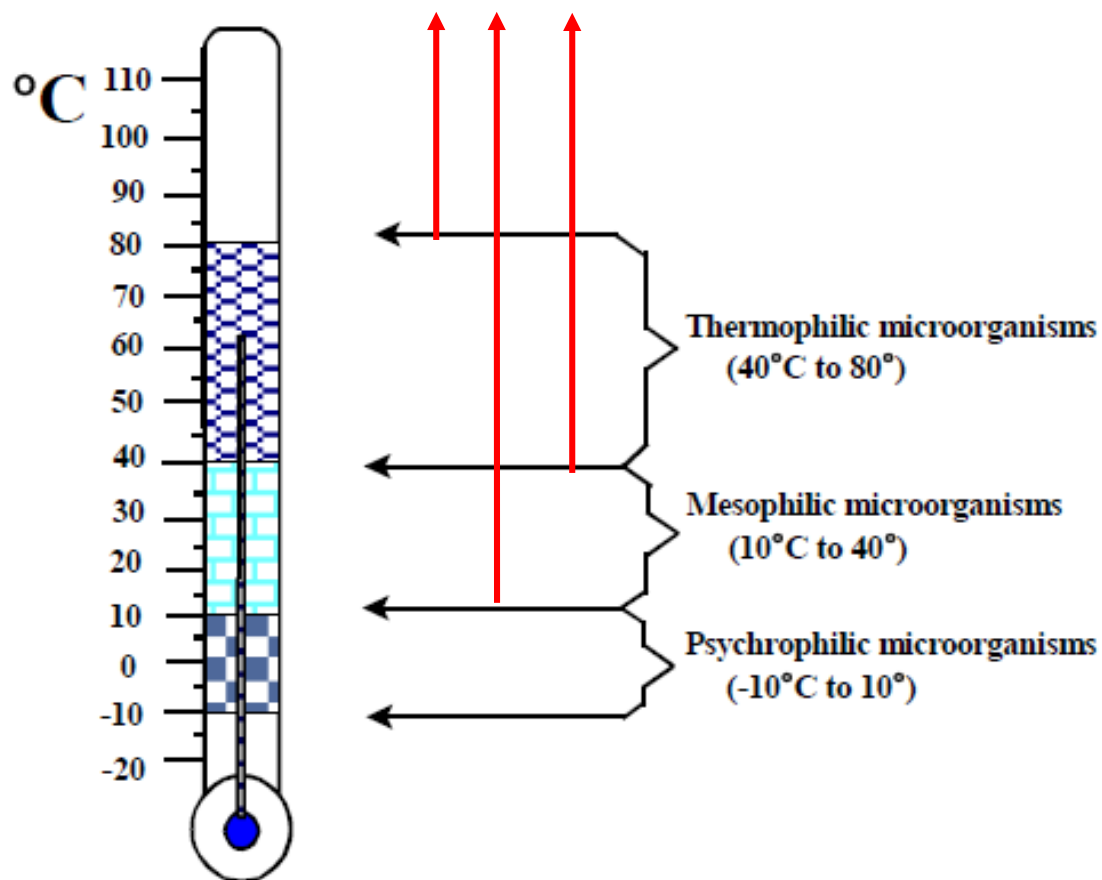 °C
110
100
90
80
70
60
50
40
30
20
10
0
-10
-20
Thermophilic microorganisms
(40°C to 80°)
Mesophilic microorganisms
(10°C to 40°)
Psychrophilic microorganisms
(-10°C to 10°)